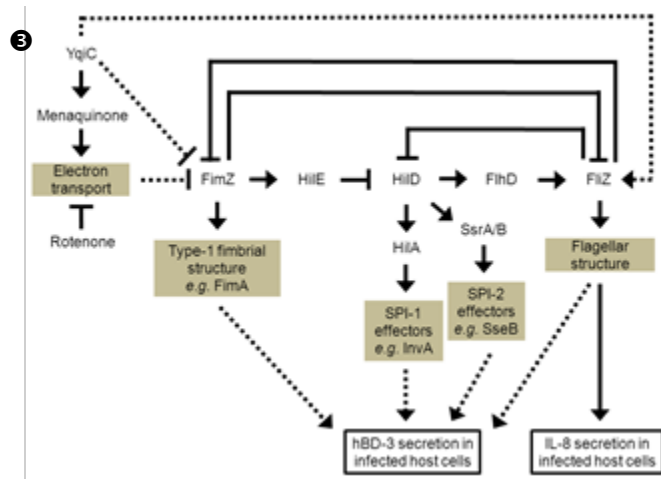 ❸
YqiC
Menaquinone
Electron
transport
Rotenone
FimZ
HilE
HilD
FlhD
FliZ
HilA
SsrA/B
Type-1 fimbrial
structure
e.g. FimA
SPI-1
effectors
e.g. InvA
SPI-2
effectors
e.g. SseB
Flagellar
structure
hBD-3 secretion in
infected host cells
IL-8 secretion in
infected host cells